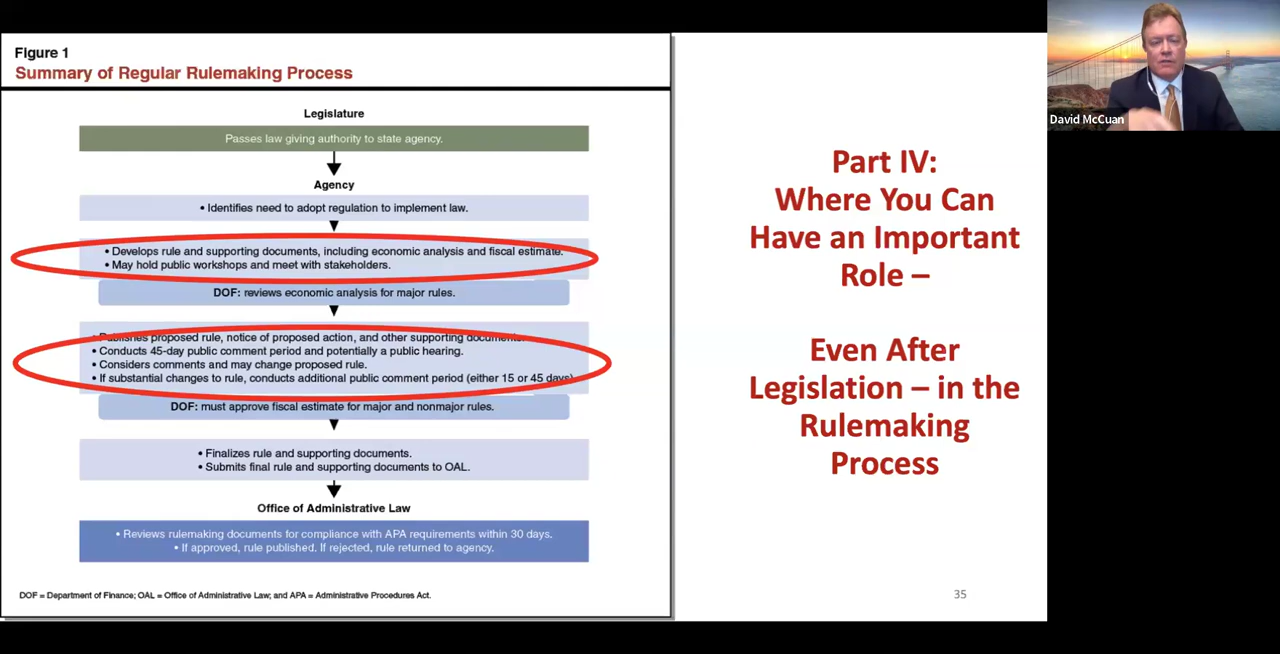 Figure 1
Summary of Regular Rulemaking Process
Legislature
Passes law giving authority to state agency.
Agency
• Identifies need to adopt regulation to implement law.
• Develops rule and supporting documents, including economic analysis and fiscal estimate.
• May hold public workshops and meet with stakeholders.
DOF: reviews economic analysis for major rules.
• Publishes proposed rule, notice of proposed action, and other supporting documents.
• Conducts 45-day public comment period and potentially a public hearing.
• Considers comments and may change proposed rule.
• If substantial changes to rule, conducts additional public comment period (either 15 or 45 days).
DOF: must approve fiscal estimate for major and nonmajor rules.
• Finalizes rule and supporting documents.
• Submits final rule and supporting documents to OAL.
Office of Administrative Law
• Reviews rulemaking documents for compliance with APA requirements within 30 days.
• If approved, rule published. If rejected, rule returned to agency.
DOF = Department of Finance; OAL = Office of Administrative Law; and APA = Administrative Procedures Act.
Part IV:
Where You Can
Have an Important
Role –
Even After
Legislation – in the
Rulemaking
Process
35
David McCuan